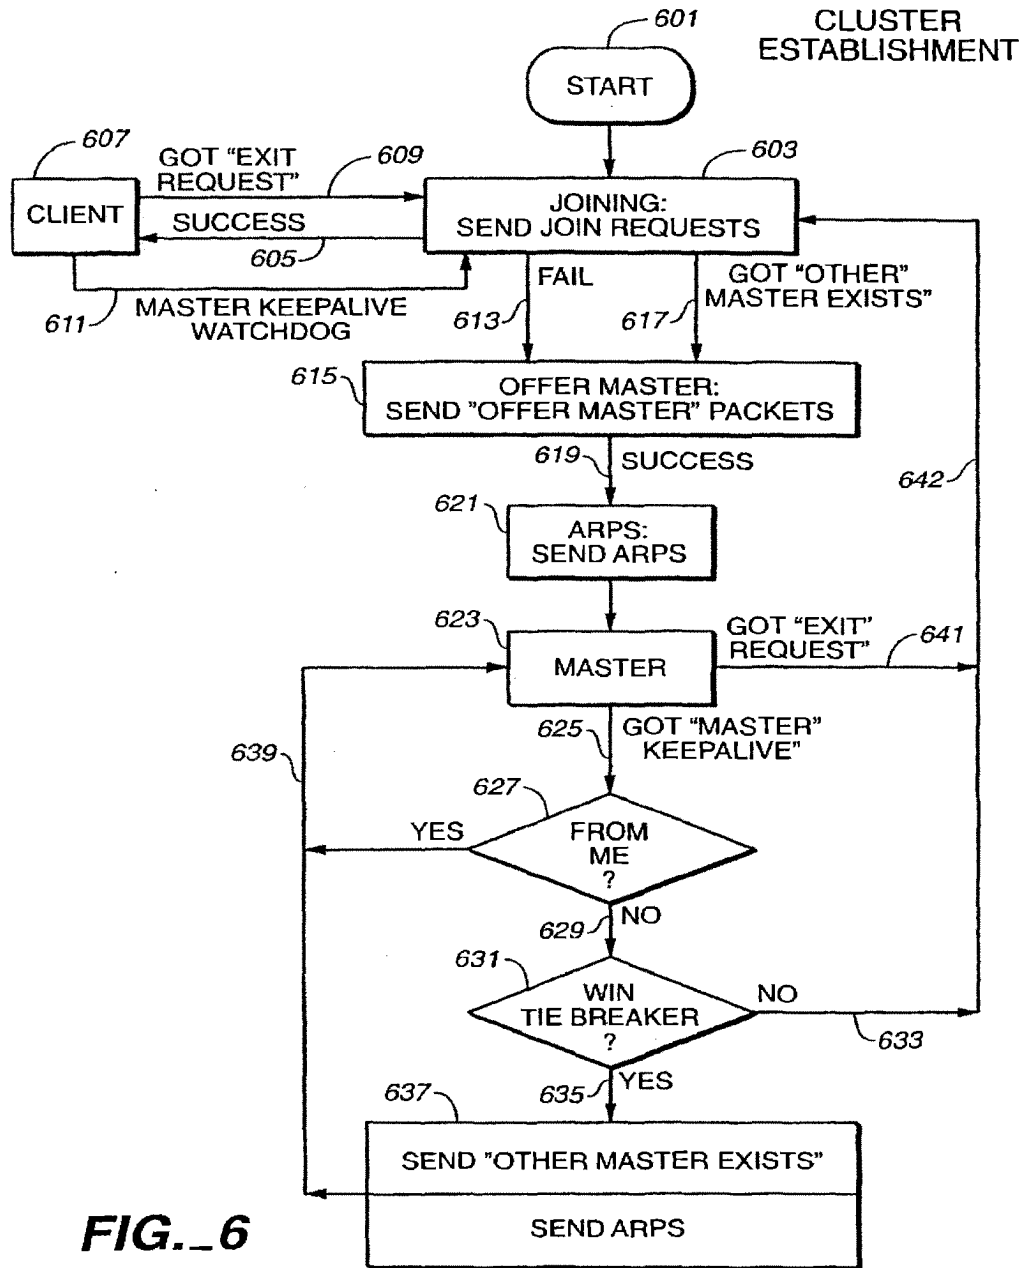 CLUSTER
ESTABLISHMENT
601
START
607
GOT "EXIT
REQUEST"
609
603
CLIENT
JOINING:
SEND JOIN REQUESTS
SUCCESS
605
611
MASTER KEEPALIVE
WATCHDOG
FAIL
613
GOT "OTHER"
MASTER EXISTS"
617
615
OFFER MASTER:
SEND "OFFER MASTER" PACKETS
619
SUCCESS
642
621
ARPS:
SEND ARPS
623
MASTER
GOT "EXIT"
REQUEST"
641
625
GOT "MASTER"
KEEPALIVE"
639
627
YES
FROM
ME
?
629
NO
631
WIN
TIE BREAKER
?
NO
633
635
YES
637
SEND "OTHER MASTER EXISTS"
SEND ARPS
FIG._6